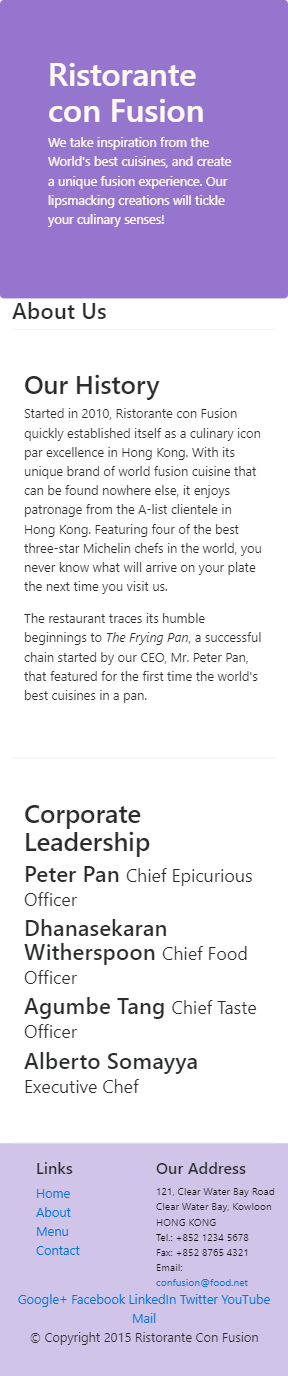 Ristorante
con Fusion
We take inspiration from the
World's best cuisines, and create
a unique fusion experience. Our
lipsmacking creations will tickle
your culinary senses!
About Us
Our History
Started in 2010, Ristorante con Fusion
quickly established itself as a culinary icon
par excellence in Hong Kong. With its
unique brand of world fusion cuisine that
can be found nowhere else, it enjoys
patronage from the A-list clientele in
Hong Kong. Featuring four of the best
three-star Michelin chefs in the world, you
never know what will arrive on your plate
the next time you visit us.
The restaurant traces its humble
beginnings to The Frying Pan, a successful
chain started by our CEO, Mr. Peter Pan,
that featured for the first time the world's
best cuisines in a pan.
Corporate
Leadership
Peter Pan Chief Epicurious
Officer
Dhanasekaran
Witherspoon Chief Food
Officer
Agumbe Tang Chief Taste
Officer
Alberto Somayya
Executive Chef
Links
Home
About
Menu
Contact
Our Address
121, Clear Water Bay Road
Clear Water Bay, Kowloon
HONG KONG
Tel.: +852 1234 5678
Fax: +852 8765 4321
Email:
confusion@food.net
Google+ Facebook LinkedIn Twitter YouTube
Mail
© Copyright 2015 Ristorante Con Fusion